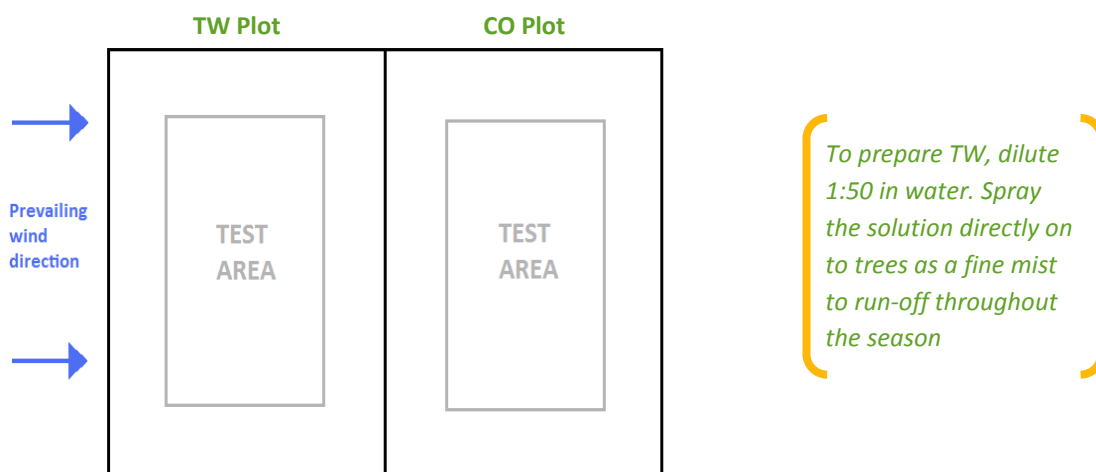 TW Plot
CO Plot
Prevailing
wind
direction
TEST
AREA
TEST
AREA
To prepare TW, dilute
1:50 in water. Spray
the solution directly on
to trees as a fine mist
to run-off throughout
the season